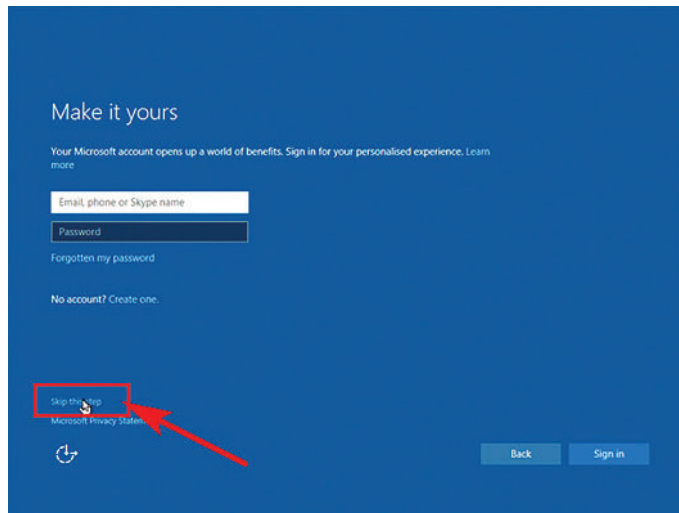 Make it yours
Your Microsoft account opens up a world of benefits. Sign in for your personalised experience. Learn
more
Email, phone or Skype name
Password
Forgotten my password
No account? Create one.
Skip this step
Microsoft Privacy
Back
Sign in